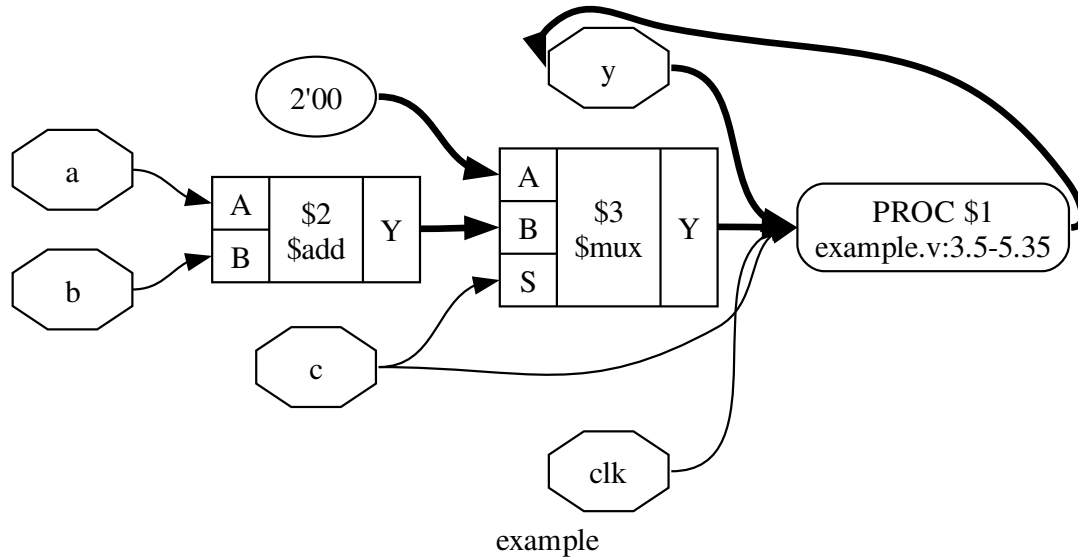 y
2'00
a
A
$2
$add
Y
B
b
A
$3
$mux
Y
B
S
PROC $1
example.v:3.5-5.35
c
clk
example